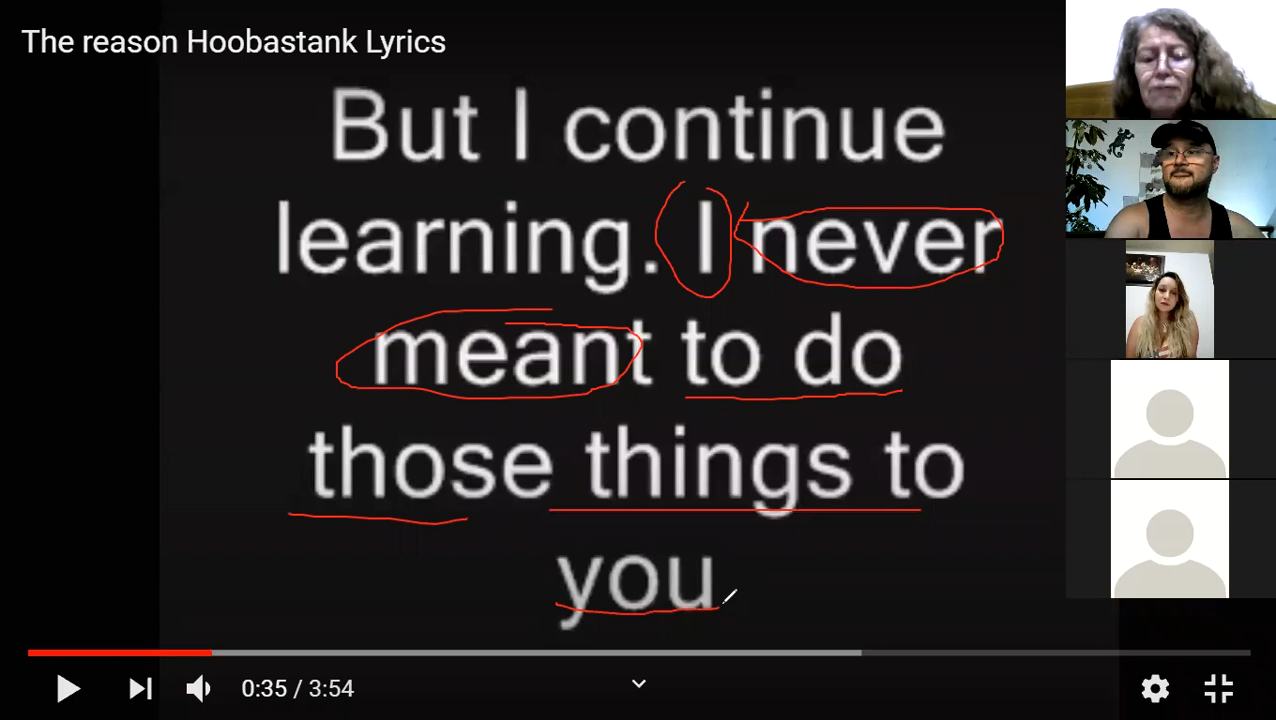 The reason Hoobastank Lyrics
But I continue
learning. I never
meant to do
those things to
you
0:35 / 3:54